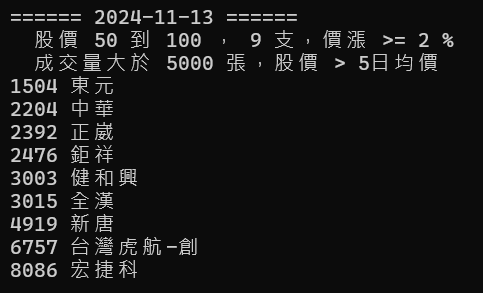 ====== 2024-11-13 ======
股價 50 到 100 , 9 支,價漲 >= 2 %
成交量大於 5000 張,股價 > 5日均價
1504 東元
2204 中華
2392 正崴
2476 鉅祥
3003 健和興
3015 全漢
4919 新唐
6757 台灣虎航-創
8086 宏捷科